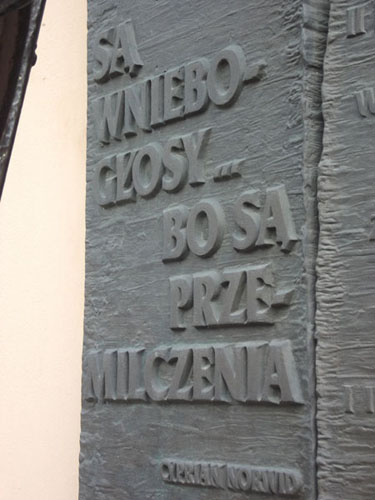 SĄ
WNIEBO-
GŁOSY...
BO SĄ
PRZE-
MILCZENIA
CYPRIAN NORWID